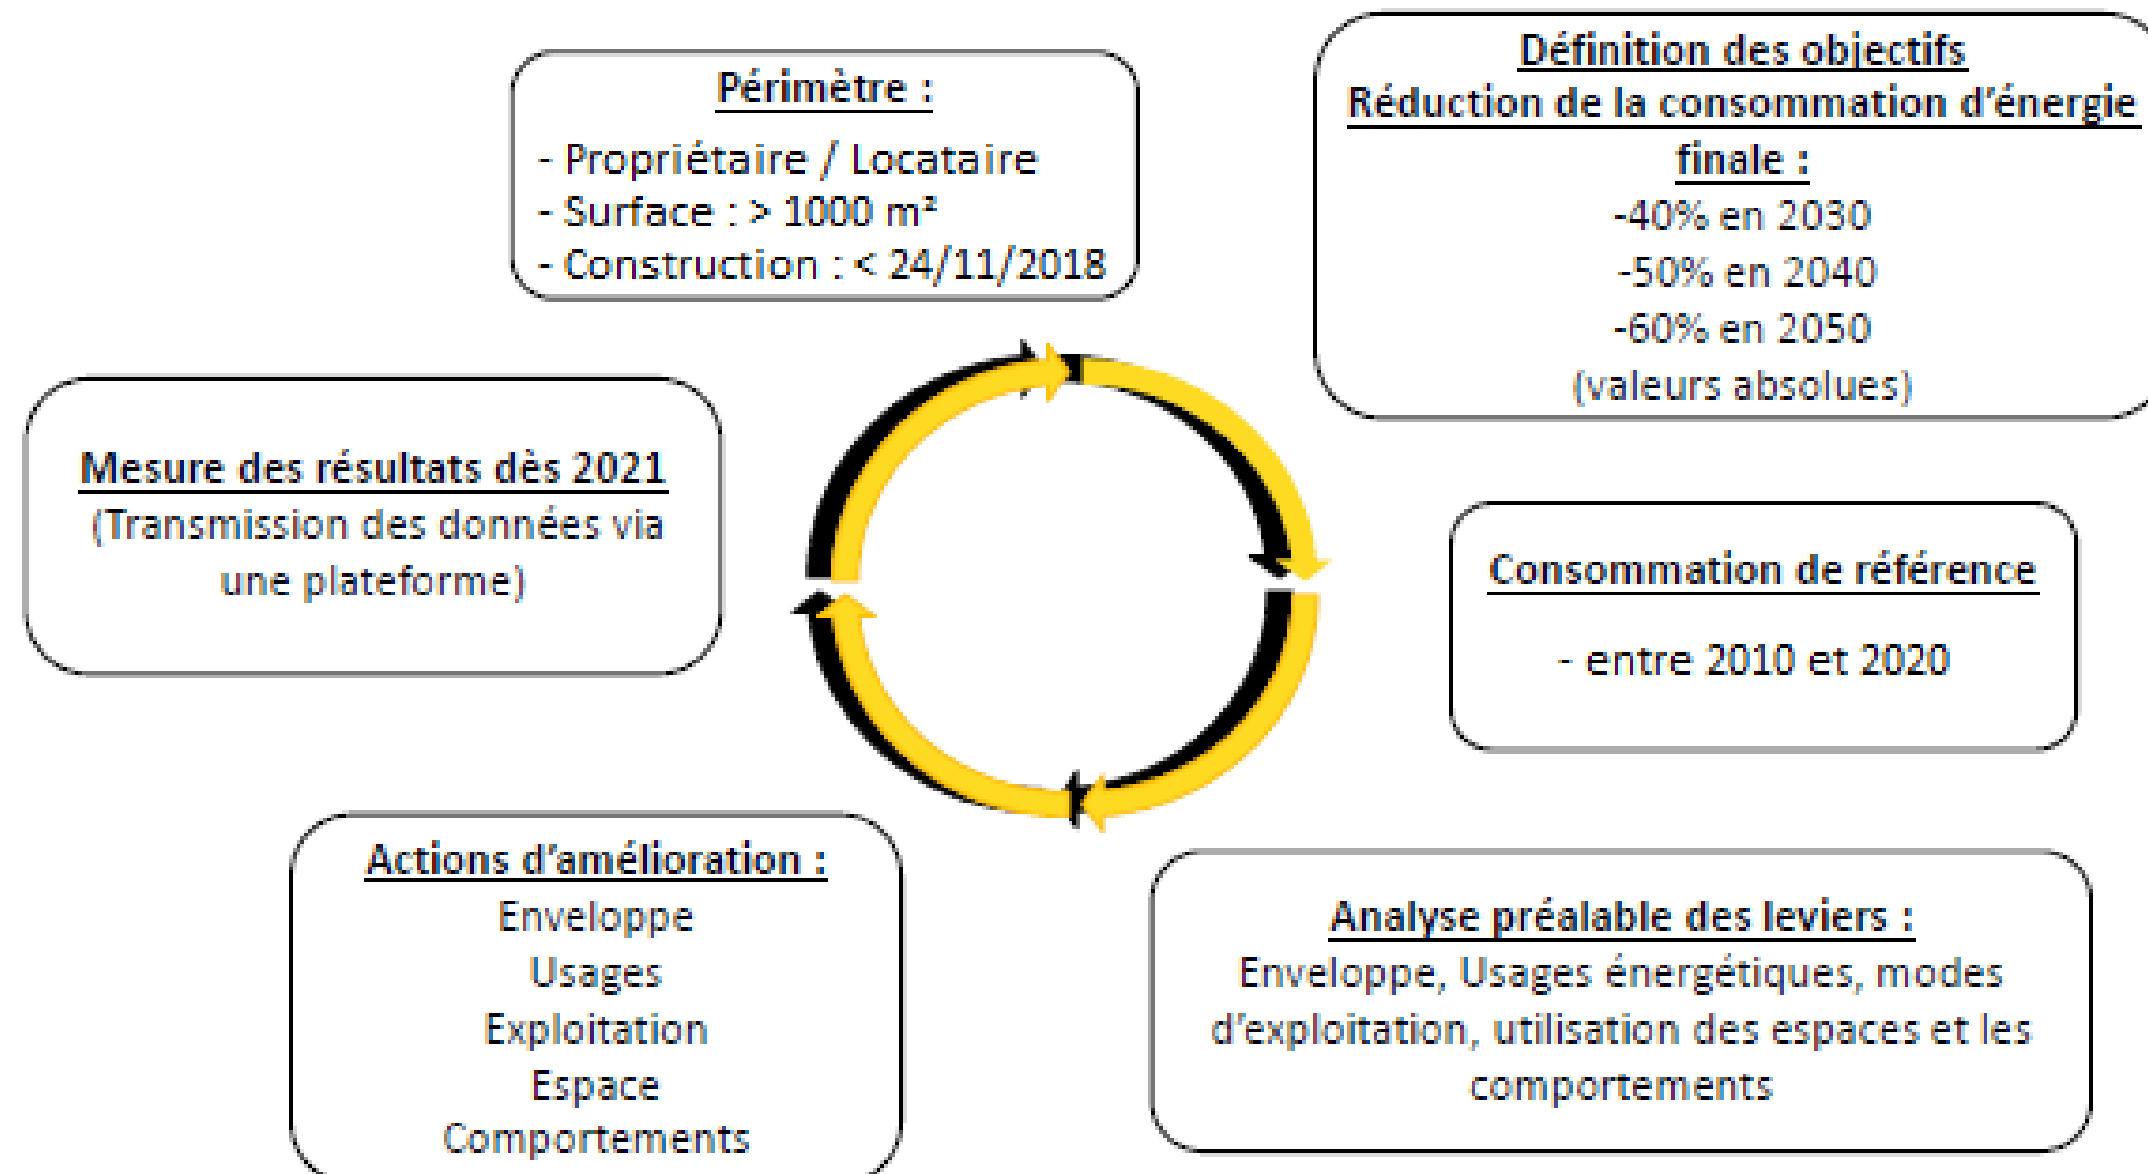 Périmètre :
- Propriétaire / Locataire
- Surface : > 1000 m²
- Construction : < 24/11/2018
Définition des objectifs
Réduction de la consommation d'énergie
finale :
-40% en 2030
-50% en 2040
-60% en 2050
(valeurs absolues)
Consommation de référence
- entre 2010 et 2020
Analyse préalable des leviers :
Enveloppe, Usages énergétiques, modes
d'exploitation, utilisation des espaces et les
comportements
Actions d'amélioration :
Enveloppe
Usages
Exploitation
Espace
Comportements
Mesure des résultats dès 2021
(Transmission des données via
une plateforme)